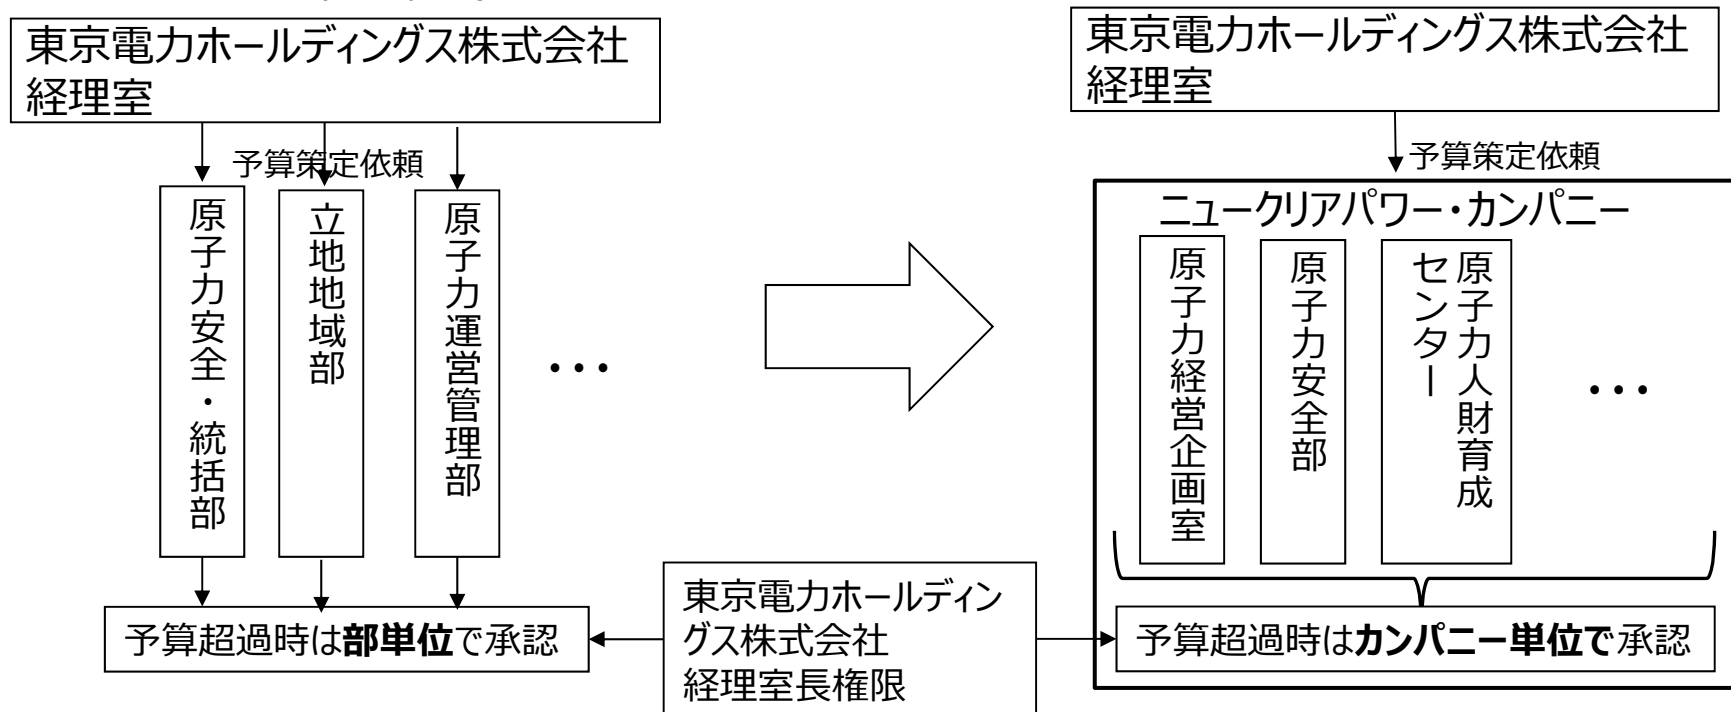 東京電力ホールディングス株式会社
経理室
予算策定依頼
原子力安全・統括部
立地地域部
原子力運営管理部
・・・
予算超過時は部単位で承認
東京電力ホールディン
グス株式会社
経理室長権限
東京電力ホールディングス株式会社
経理室
予算策定依頼
ニュークリアパワー・カンパニー
原子力経営企画室
原子力安全部
原子力人財育成
センター
・・・
予算超過時はカンパニー単位で承認